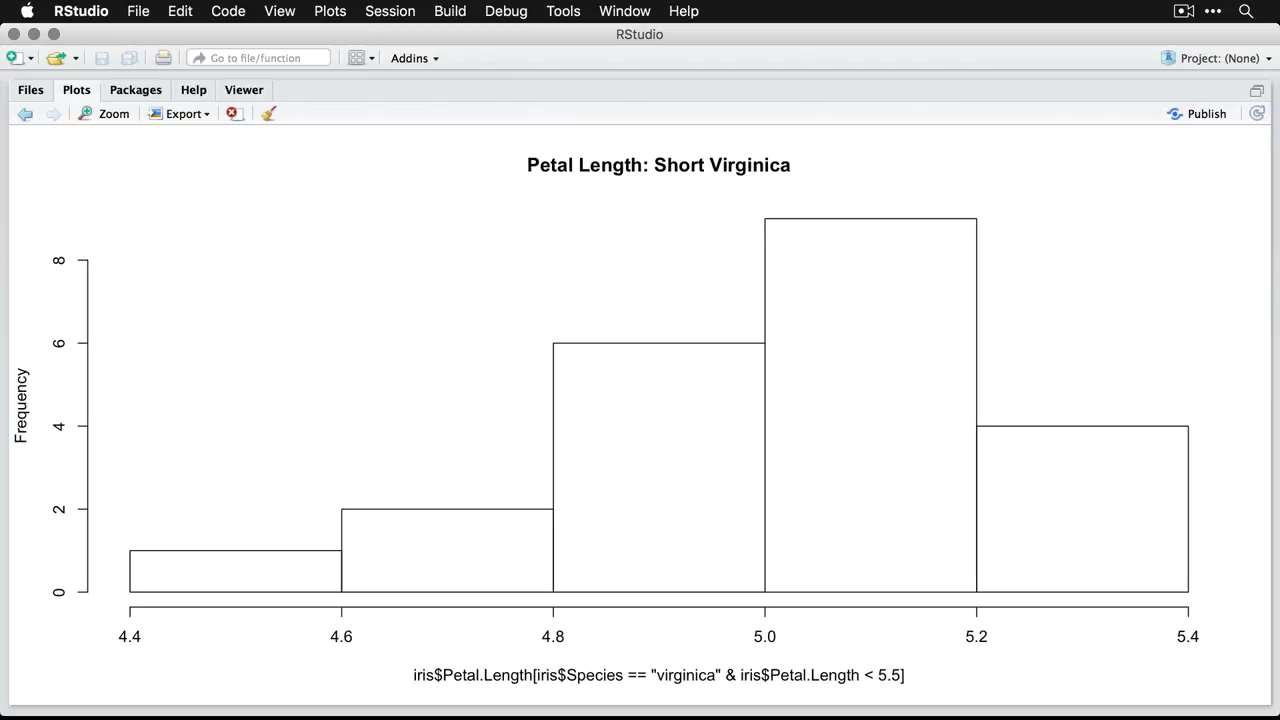 RStudio File Edit Code View Plots Session Build Debug Tools Window Help
RStudio
Go to file/function Addins Project: (None)
Files Plots Packages Help Viewer
Zoom Export Publish
Petal Length: Short Virginica
Frequency
8
6
4
2
0
4.4 4.6 4.8 5.0 5.2 5.4
iris$Petal.Length[iris$Species == "virginica" & iris$Petal.Length < 5.5]